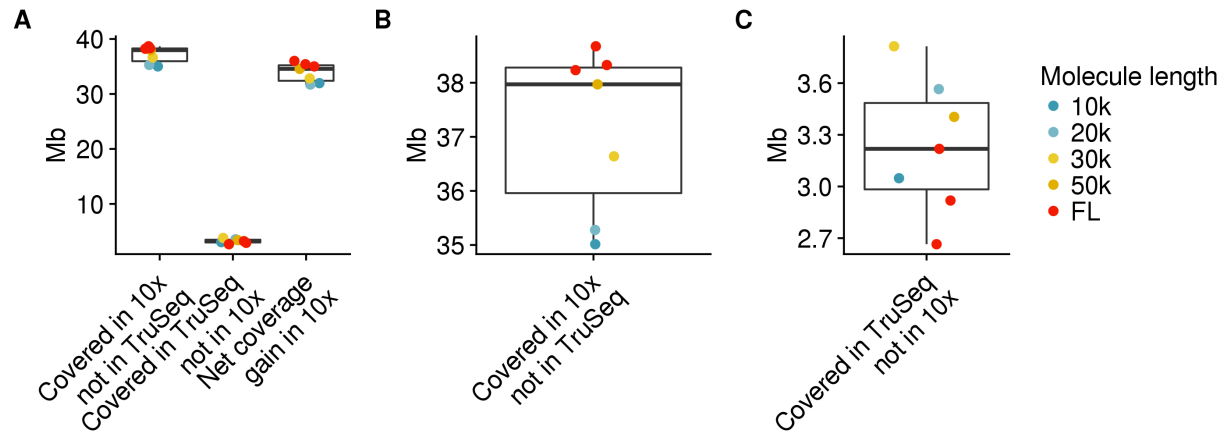 A
Mb
40
30
20
10
Covered in 10x
not in TruSeq
Covered in TruSeq
not in 10x
Net coverage
gain in 10x
B
Mb
38
37
36
35
Covered in 10x
not in TruSeq
C
Mb
3.6
3.3
3.0
2.7
Covered in TruSeq
not in 10x
Molecule length
10k
20k
30k
50k
FL